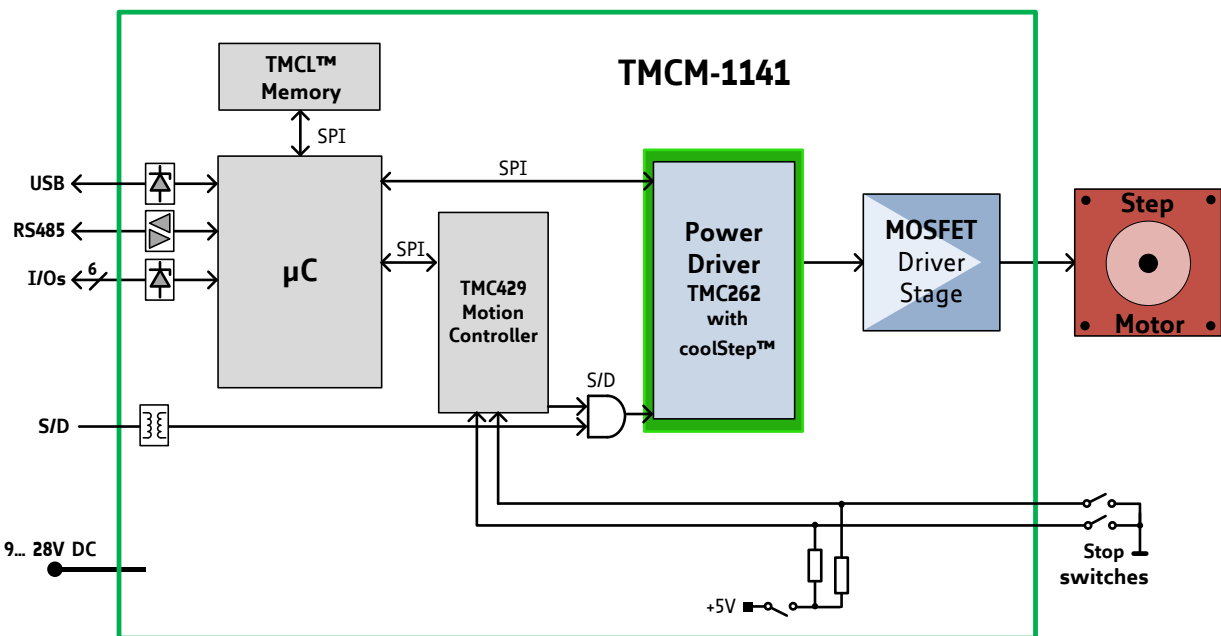 TMCM-1141
TMCL™
Memory
SPI
USB
RS485
6
I/Os
µC
SPI
SPI
TMC429
Motion
Controller
Power
Driver
TMC262
with
coolStep™
MOSFET
Driver
Stage
Step
Motor
S/D
S/D
9... 28V DC
+5V
Stop
switches